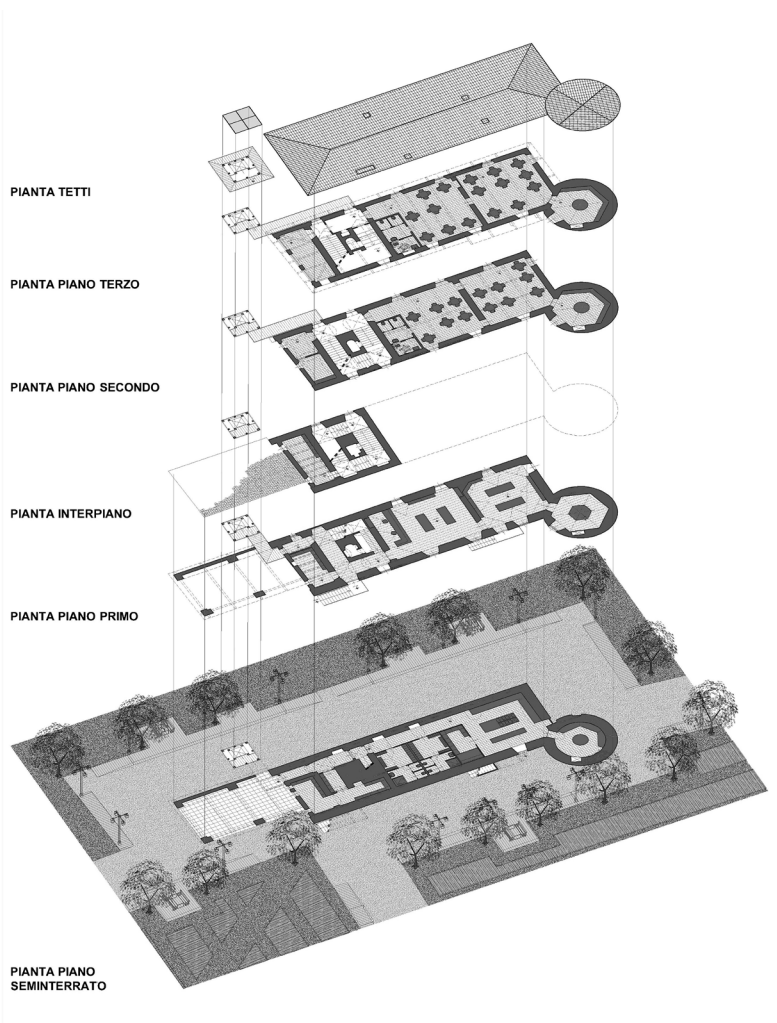 PIANTA TETTI
PIANTA PIANO TERZO
PIANTA PIANO SECONDO
PIANTA INTERPIANO
PIANTA PIANO PRIMO
PIANTA PIANO
SEMINTERRATO